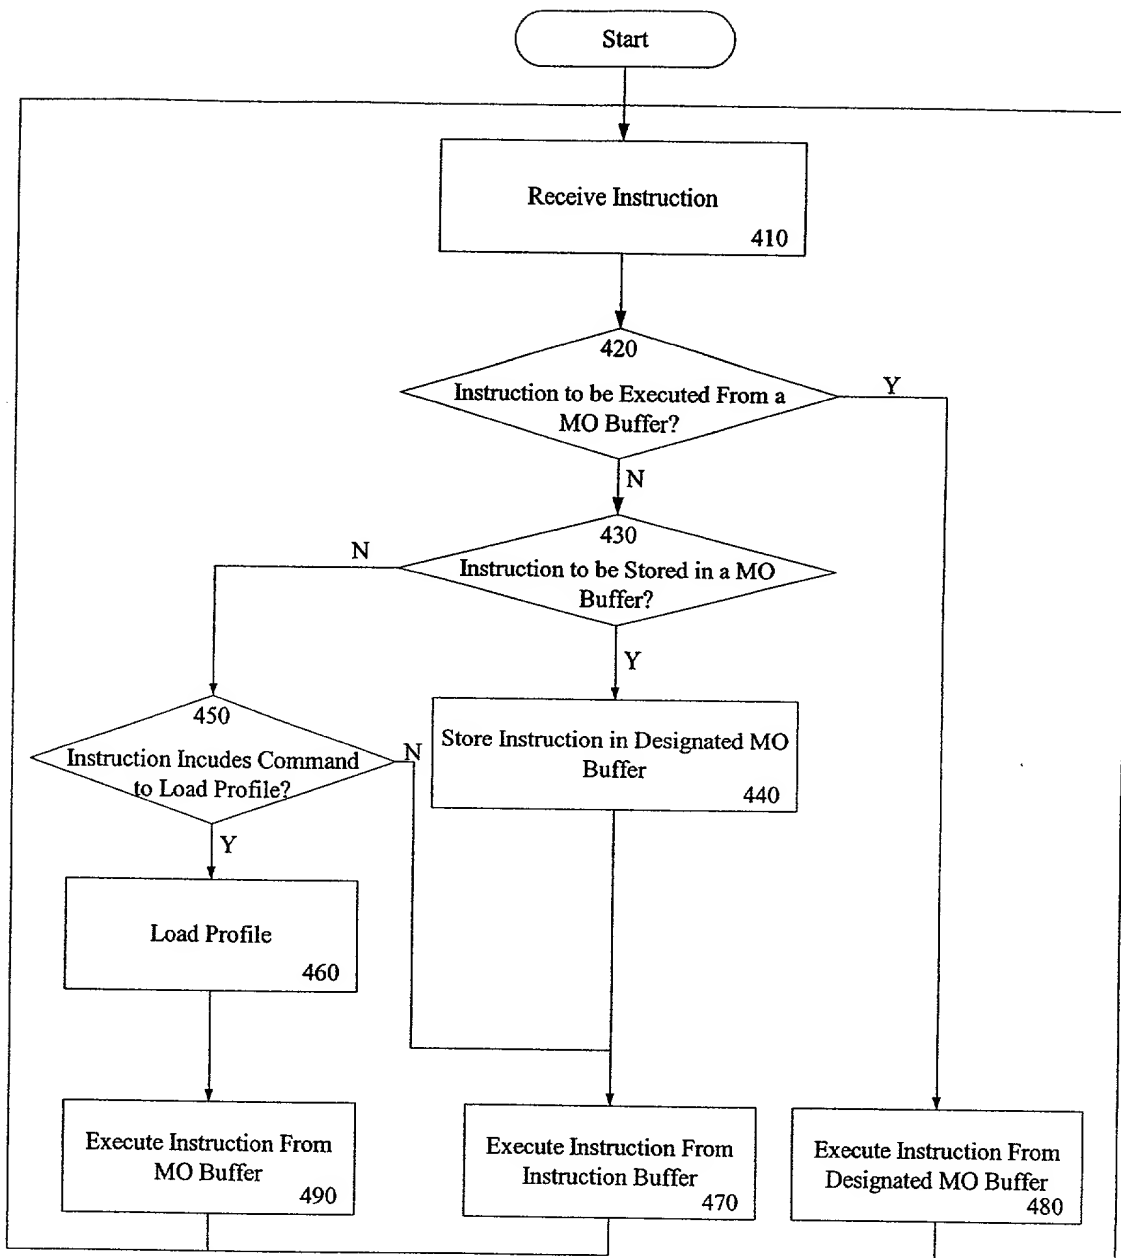 Start
Receive Instruction
410
420
Instruction to be Executed From a
MO Buffer?
Y
N
430
Instruction to be Stored in a MO
Buffer?
N
Y
450
Instruction Incudes Command
to Load Profile?
N
Y
Store Instruction in Designated MO
Buffer
440
Load Profile
460
Execute Instruction From
MO Buffer
490
Execute Instruction From
Instruction Buffer
470
Execute Instruction From
Designated MO Buffer
480